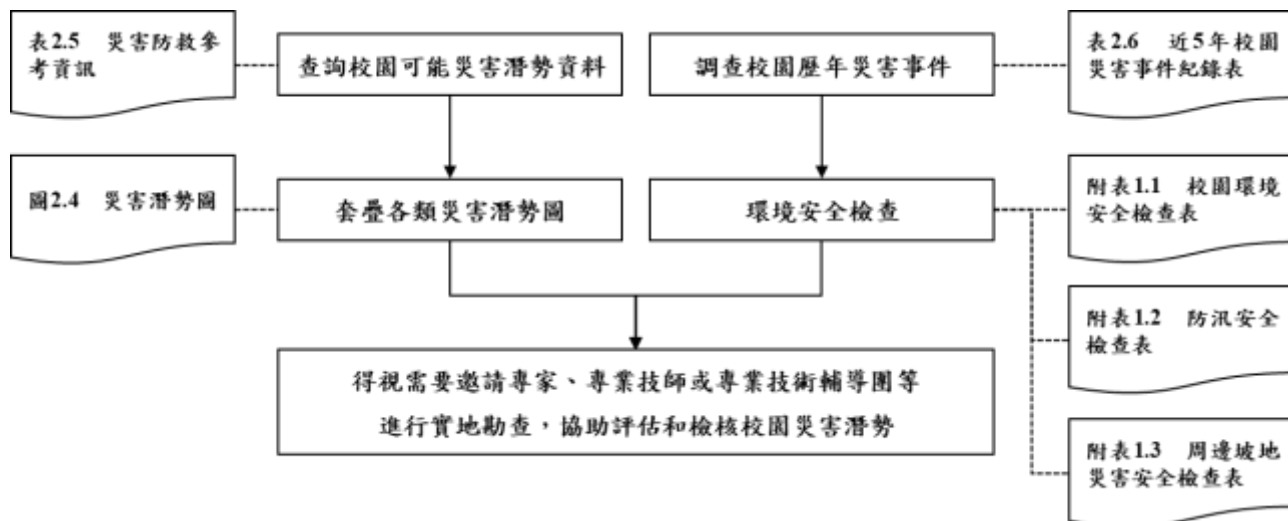 表2.5 災害防救參
考資訊
查詢校園可能災害潛勢資料
調查校園歷年災害事件
表2.6 近5年校園
災害事件紀錄表
圖2.4 災害潛勢圖
套疊各類災害潛勢圖
環境安全檢查
附表1.1 校園環境
安全檢查表
附表1.2 防汛安全
檢查表
得視需要邀請專家、專業技師或專業技術輔導團等
進行實地勘查，協助評估和檢核校園災害潛勢
附表1.3 周邊坡地
災害安全檢查表